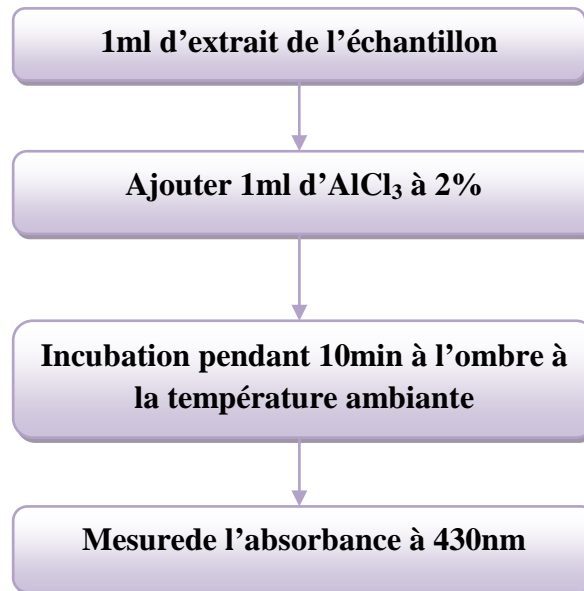 1ml d’extrait de l’échantillon
Ajouter 1ml d’AlCl₃ à 2%
Incubation pendant 10min à l’ombre à
la température ambiante
Mesurede l’absorbance à 430nm